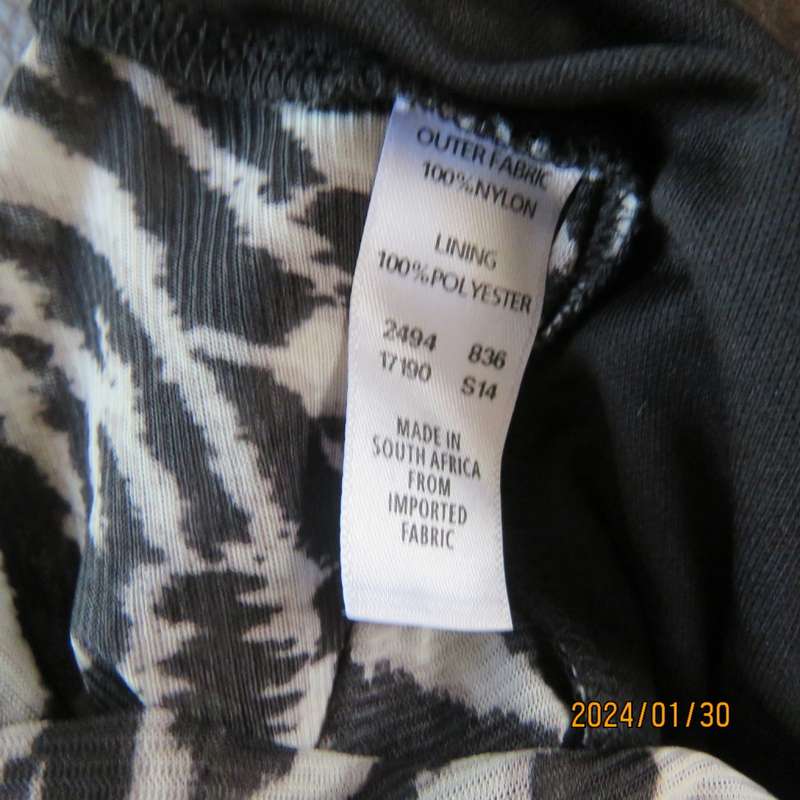 OUTER FABRIC
100%NYLON
LINING
100%POLYESTER
2494 836
17190 S14
MADE IN
SOUTH AFRICA
FROM
IMPORTED
FABRIC
2024/01/30